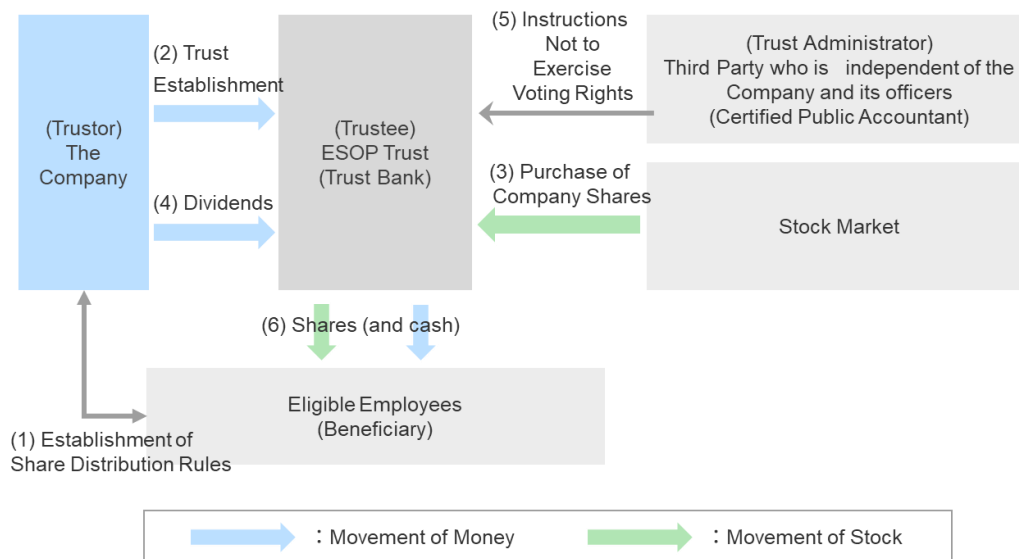 (2) Trust
Establishment
(5) Instructions
Not to
Exercise
Voting Rights
(Trust Administrator)
Third Party who is independent of the
Company and its officers
(Certified Public Accountant)
(Trustor)
The
Company
(Trustee)
ESOP Trust
(Trust Bank)
(4) Dividends
(3) Purchase of
Company Shares
Stock Market
(6) Shares (and cash)
Eligible Employees
(Beneficiary)
(1) Establishment of
Share Distribution Rules
：Movement of Money
：Movement of Stock